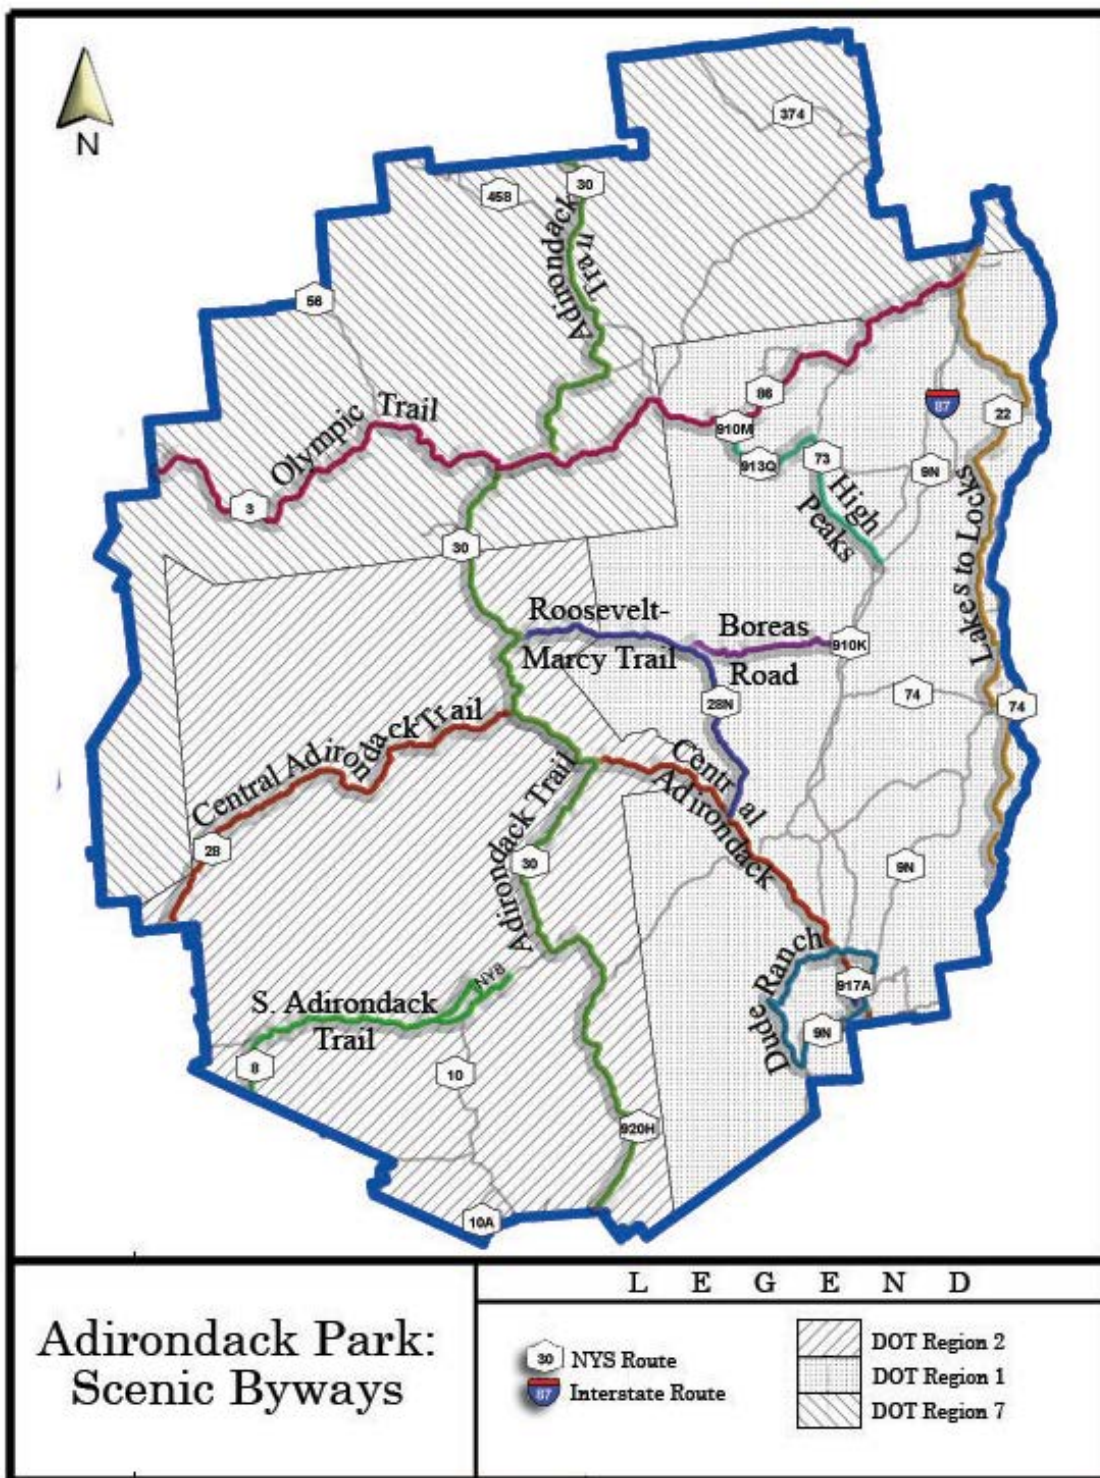 N
374
458
30
Adirondack
Trail
56
86
87
22
Olympic Trail
910M
913Q
73
9N
3
High
Peaks
Lakes to Locks
30
Roosevelt-
Marcy Trail
Boreas
Road
910K
28N
74
74
Central Adirondack Trail
Central
Adirondack
28
Adirondack Trail
30
9N
NY8
S. Adirondack
Trail
Dude Ranch
917A
9N
8
10
920H
10A
Adirondack Park:
Scenic Byways
LEGEND
30 NYS Route
87 Interstate Route
DOT Region 2
DOT Region 1
DOT Region 7